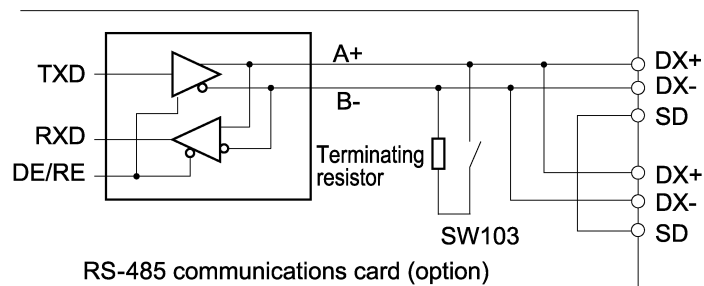 A+
DX+
TXD
DX-
B-
SD
RXD
Terminating
resistor
DE/RE
DX+
DX-
SW103
SD
RS-485 communications card (option)